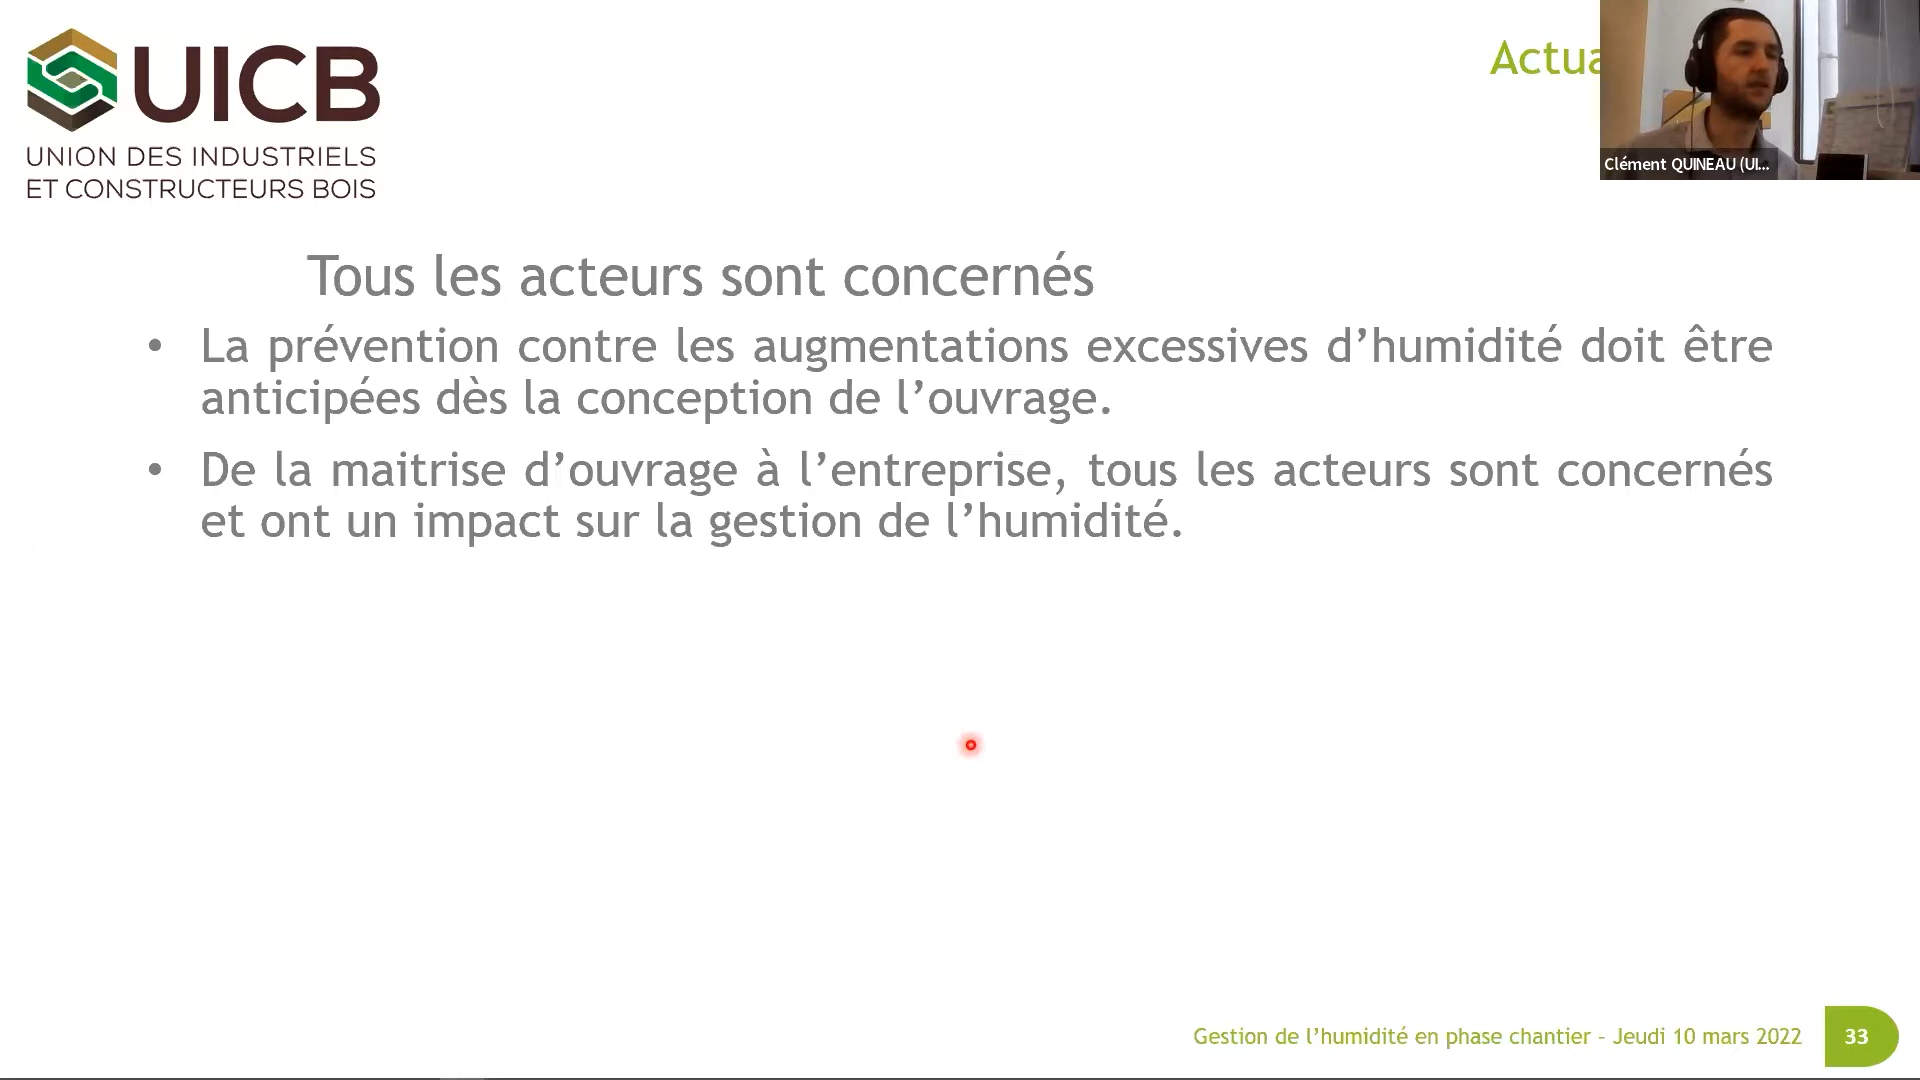 UICB
UNION DES INDUSTRIELS
ET CONSTRUCTEURS BOIS
Clément QUINEAU (UI...
Tous les acteurs sont concernés
• La prévention contre les augmentations excessives d’humidité doit être
anticipées dès la conception de l’ouvrage.
• De la maitrise d’ouvrage à l’entreprise, tous les acteurs sont concernés
et ont un impact sur la gestion de l’humidité.
Gestion de l’humidité en phase chantier – Jeudi 10 mars 2022
33